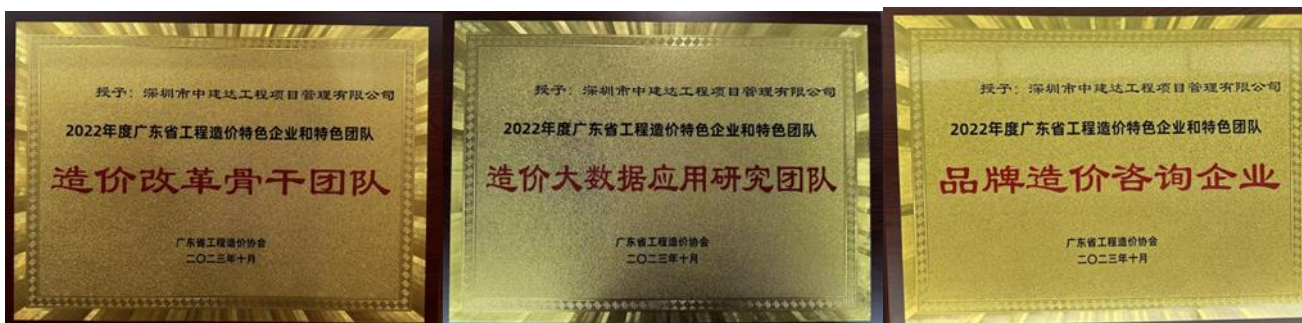 授予：深圳市中建达工程项目管理有限公司
2022年度广东省工程造价特色企业和特色团队
造价改革骨干团队
广东省工程造价协会
二〇二三年十月
授予：深圳市中建达工程项目管理有限公司
2022年度广东省工程造价特色企业和特色团队
造价大数据应用研究团队
广东省工程造价协会
二〇二三年十月
授予：深圳市中建达工程项目管理有限公司
2022年度广东省工程造价特色企业和特色团队
品牌造价咨询企业
广东省工程造价协会
二〇二三年十月